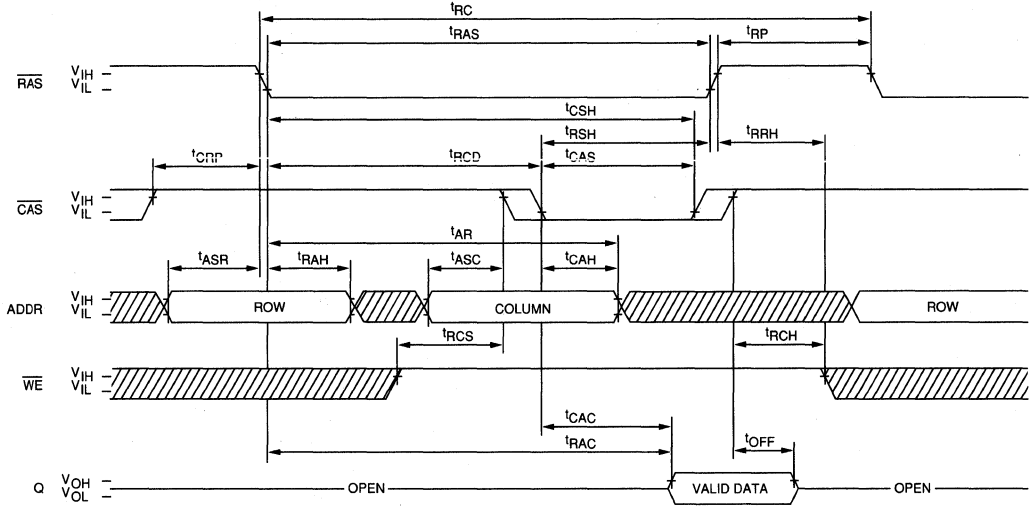 tRC
tRAS
tRP
RAS
VIH
VIL
tCSH
tRSH
tRRH
tCRP
tRCD
tCAS
CAS
VIH
VIL
tAR
tASR
tRAH
tASC
tCAH
ADDR
VIH
VIL
ROW
COLUMN
ROW
tRCS
tRCH
WE
VIH
VIL
tCAC
tRAC
tOFF
Q
VOH
VOL
OPEN
VALID DATA
OPEN